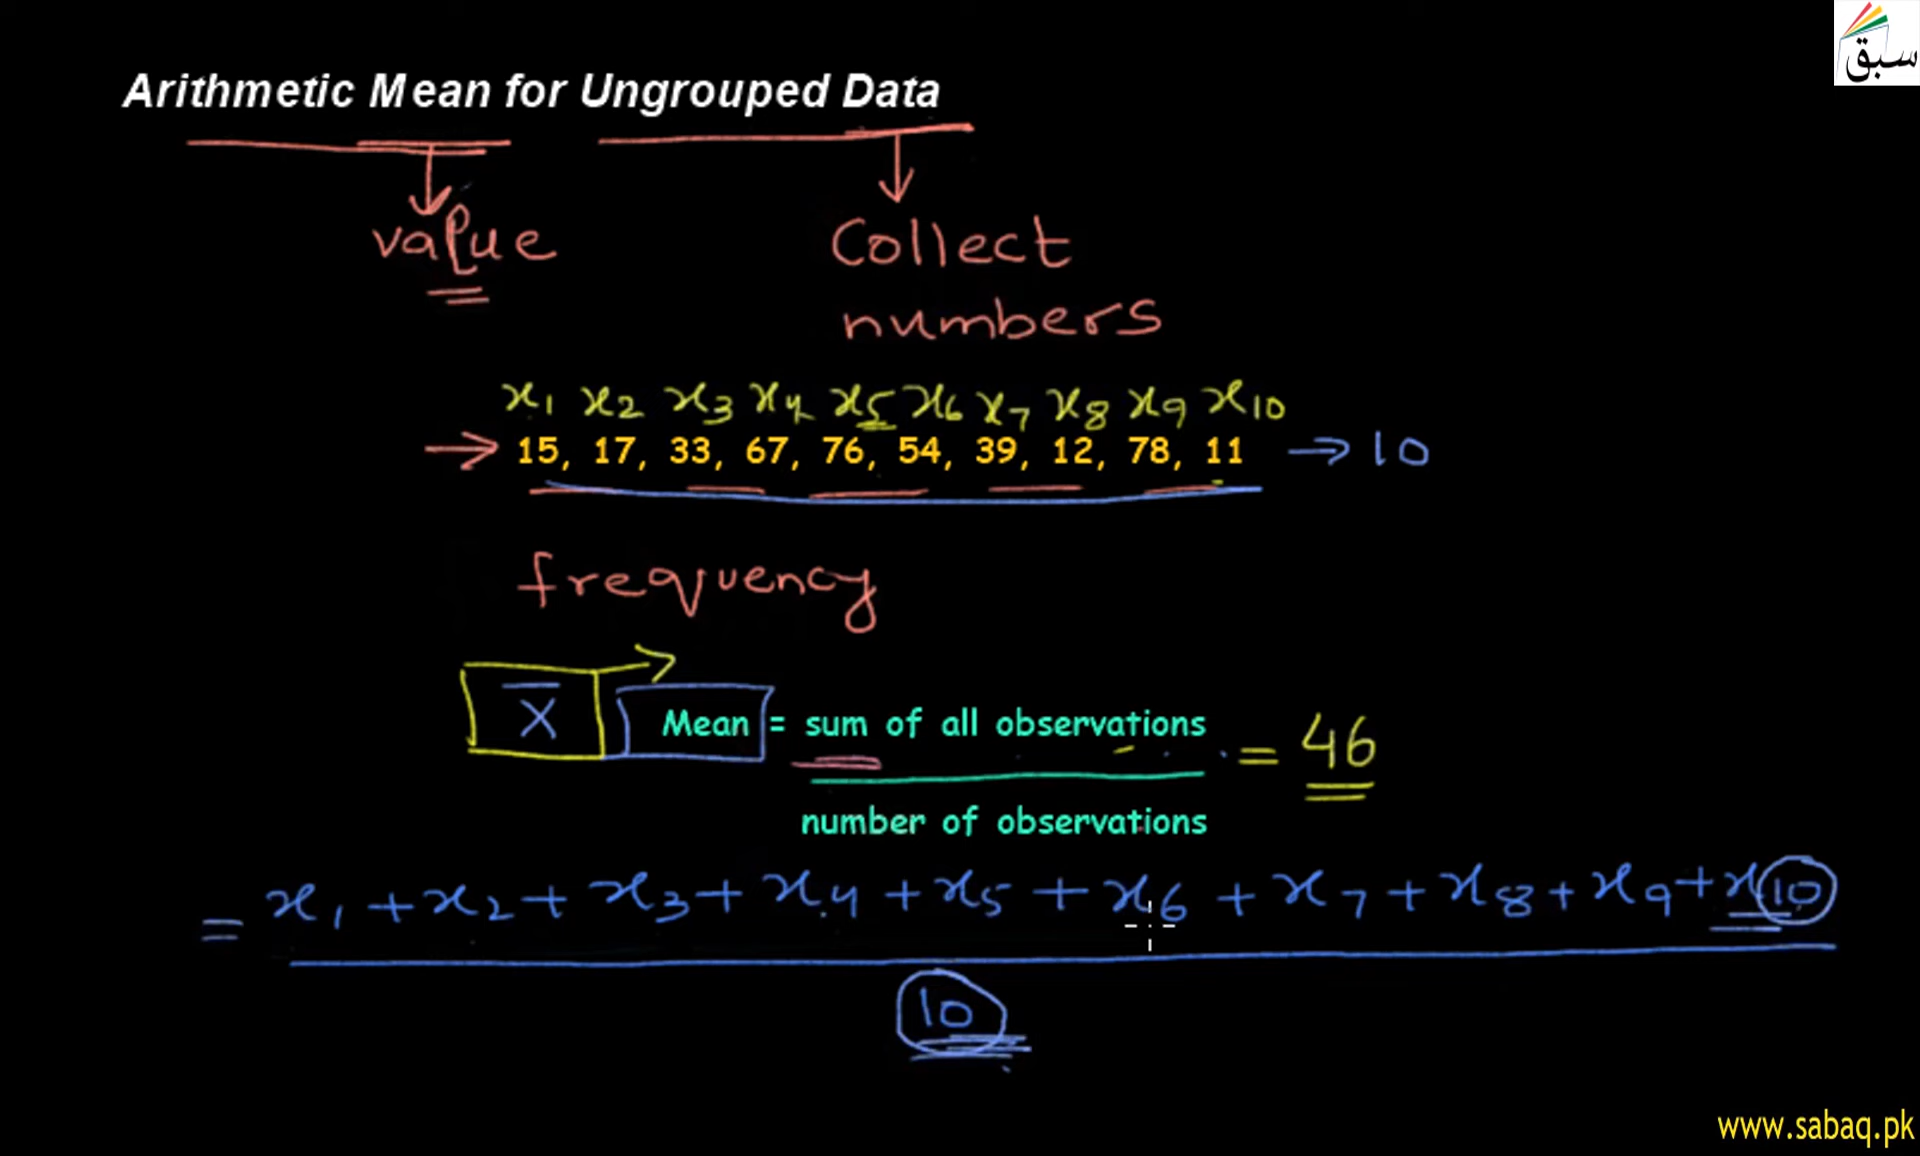 سبق
Arithmetic Mean for Ungrouped Data
value
Collect
numbers
x₁ x₂ x₃ x₄ x₅ x₆ x₇ x₈ x₉ x₁₀
→ 15, 17, 33, 67, 76, 54, 39, 12, 78, 11 → 10
frequency
X̄ Mean = sum of all observations = 46
number of observations
= x₁ + x₂ + x₃ + x₄ + x₅ + x₆ + x₇ + x₈ + x₉ + x₁₀
10
www.sabaq.pk